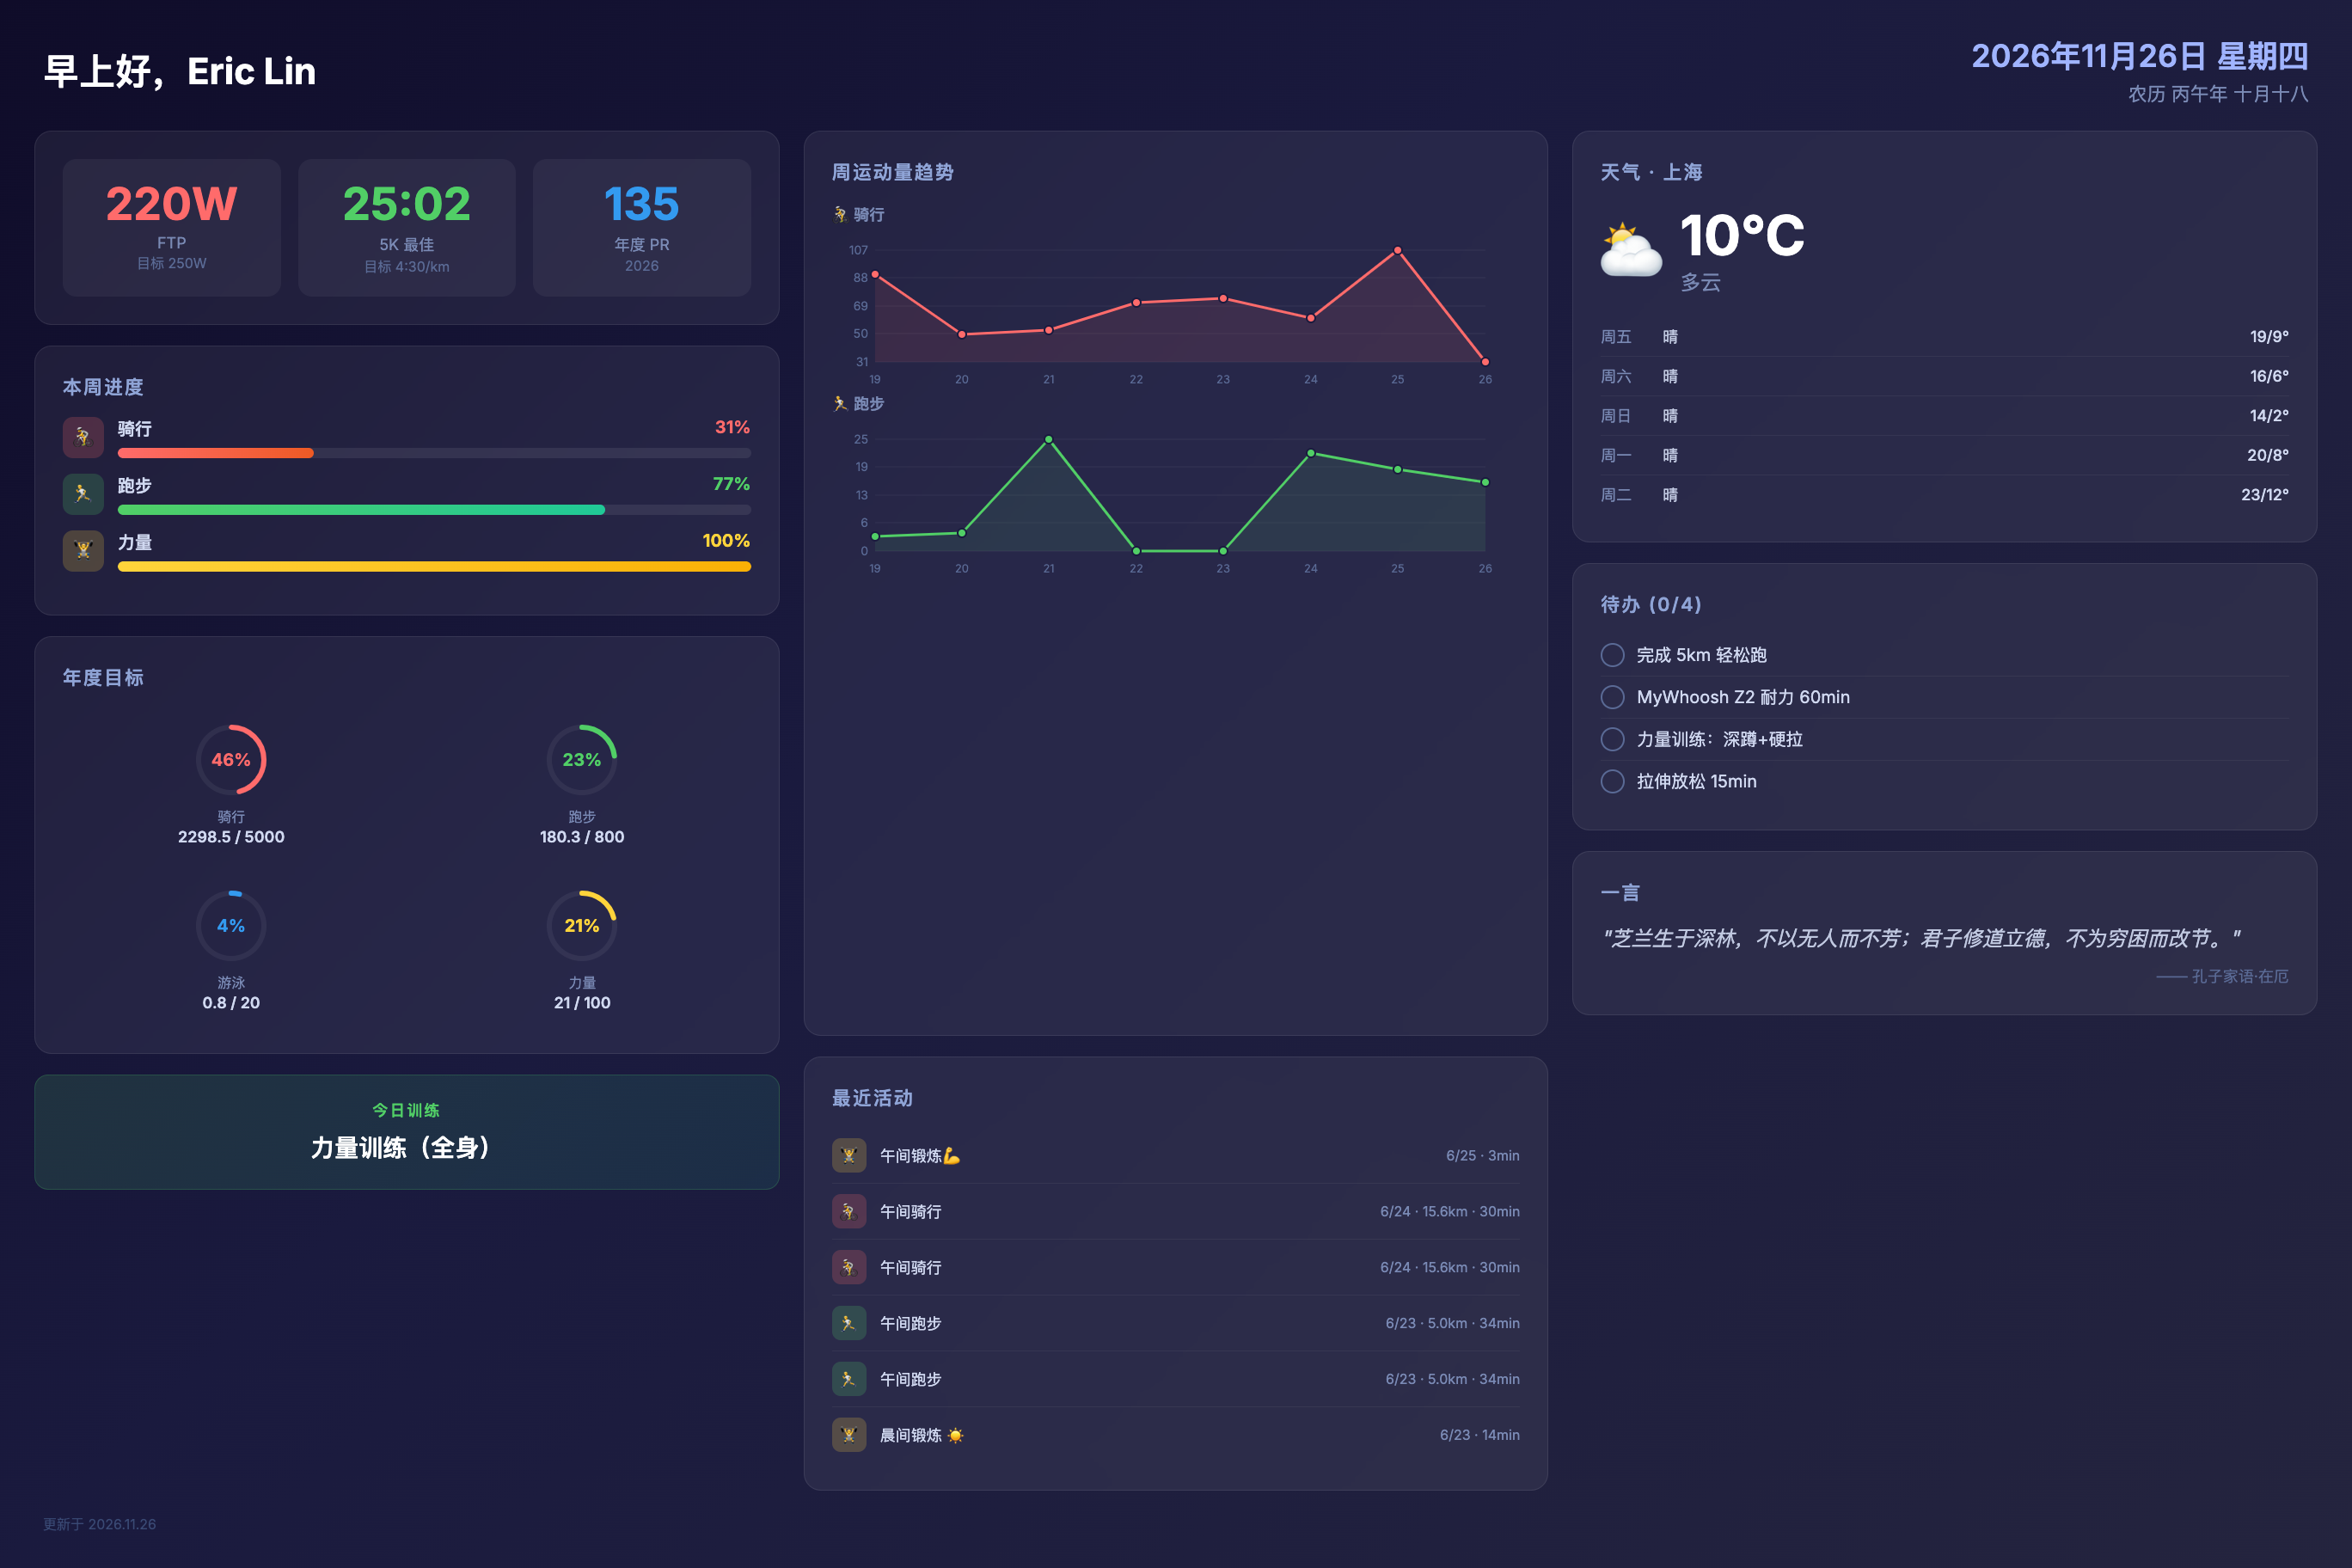 早上好，Eric Lin
2026年11月26日 星期四
农历 丙午年 十月十八
220W
FTP
目标 250W
25:02
5K 最佳
目标 4:30/km
135
年度 PR
2026
本周进度
骑行
31%
跑步
77%
力量
100%
年度目标
46%
骑行
2298.5 / 5000
23%
跑步
180.3 / 800
4%
游泳
0.8 / 20
21%
力量
21 / 100
今日训练
力量训练（全身）
周运动量趋势
骑行
107
88
69
50
31
19 20 21 22 23 24 25 26
跑步
25
19
13
6
0
19 20 21 22 23 24 25 26
最近活动
午间锻炼💪 6/25 · 3min
午间骑行 6/24 · 15.6km · 30min
午间骑行 6/24 · 15.6km · 30min
午间跑步 6/23 · 5.0km · 34min
午间跑步 6/23 · 5.0km · 34min
晨间锻炼 ☀️ 6/23 · 14min
天气 · 上海
10°C
多云
周五 晴 19/9°
周六 晴 16/6°
周日 晴 14/2°
周一 晴 20/8°
周二 晴 23/12°
待办 (0/4)
完成 5km 轻松跑
MyWhoosh Z2 耐力 60min
力量训练：深蹲+硬拉
拉伸放松 15min
一言
"芝兰生于深林，不以无人而不芳；君子修道立德，不为穷困而改节。"
—— 孔子家语·在厄
更新于 2026.11.26